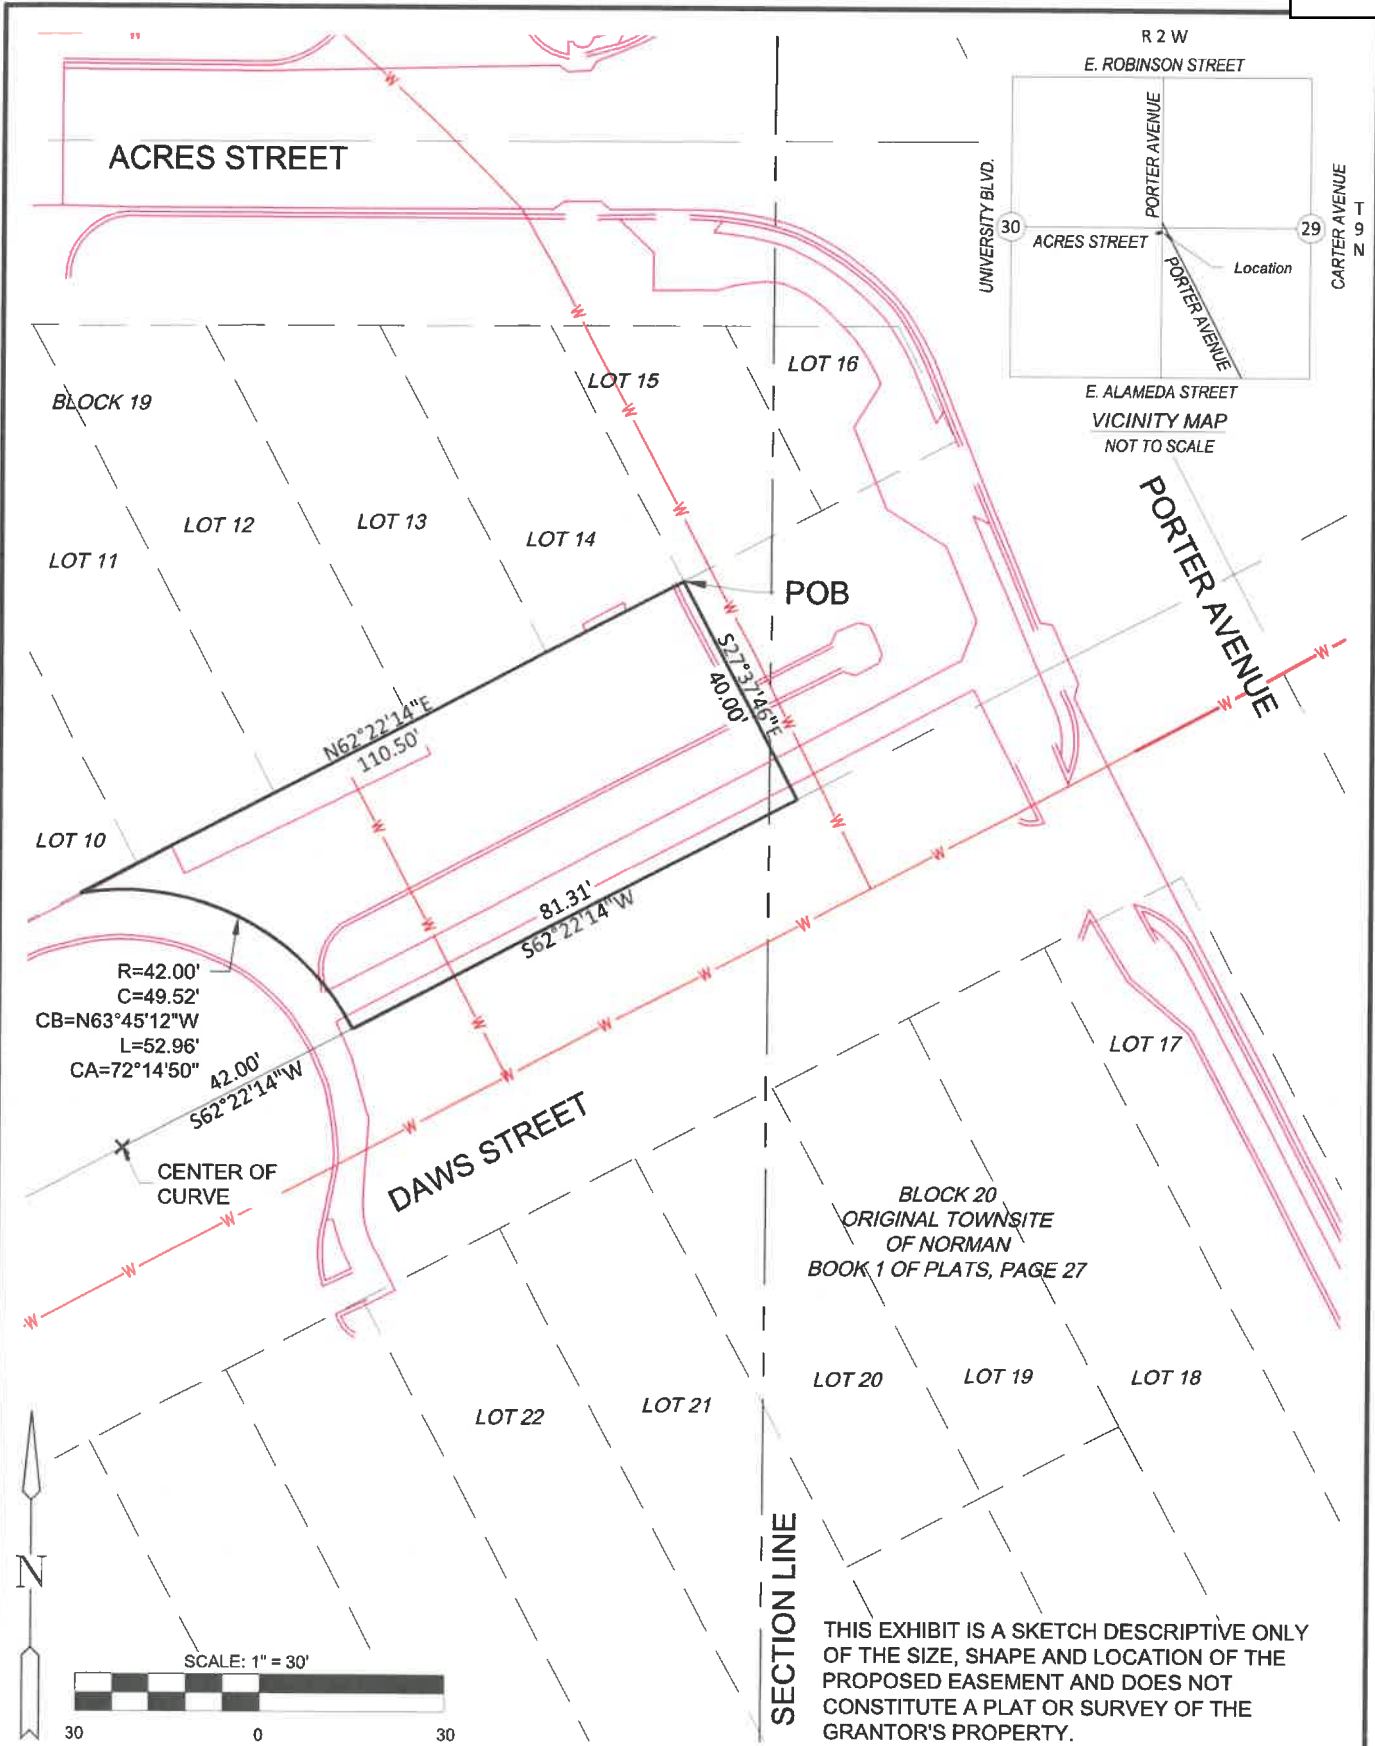 R 2 W
E. ROBINSON STREET
PORTER AVENUE
UNIVERSITY BLVD.
CARTER AVENUE
T
9
N
30
29
ACRES STREET
Location
PORTER AVENUE
E. ALAMEDA STREET
VICINITY MAP
NOT TO SCALE
ACRES STREET
W
W
LOT 16
LOT 15
W
BLOCK 19
W
LOT 12
LOT 13
LOT 14
LOT 11
PORTER AVENUE
POB
W
S27°37'46"E
40.00'
W
W
W
N62°22'14"E
110.50'
W
LOT 10
W
W
81.31'
S62°22'14"W
W
W
W
R=42.00'
C=49.52'
CB=N63°45'12"W
L=52.96'
CA=72°14'50"
W
W
W
42.00'
S62°22'14"W
LOT 17
W
DAWS STREET
CENTER OF
CURVE
W
W
W
BLOCK 20
ORIGINAL TOWNSITE
OF NORMAN
BOOK 1 OF PLATS, PAGE 27
LOT 20
LOT 19
LOT 18
LOT 21
LOT 22
SECTION LINE
N
SCALE: 1" = 30'
30
0
30
THIS EXHIBIT IS A SKETCH DESCRIPTIVE ONLY
OF THE SIZE, SHAPE AND LOCATION OF THE
PROPOSED EASEMENT AND DOES NOT
CONSTITUTE A PLAT OR SURVEY OF THE
GRANTOR'S PROPERTY.